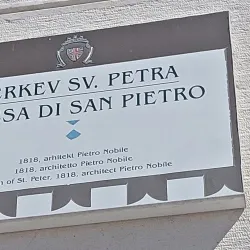 RKEV SV. PETRA
SA DI SAN PIETRO
1818, arhitekt Pietro Nobile
1818, architetto Pietro Nobile
of St. Peter, 1818, architect Pietro Nobile